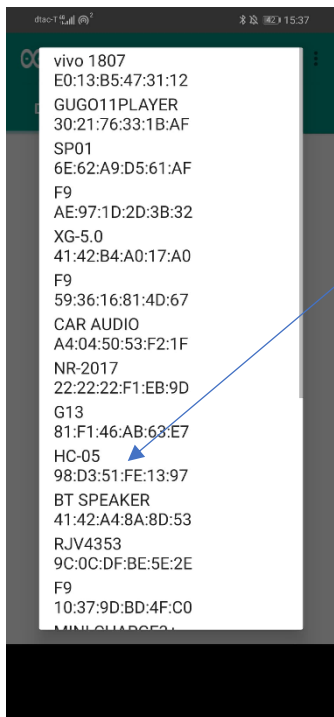 dtac-T 15:37
vivo 1807
E0:13:B5:47:31:12
GUGO11PLAYER
30:21:76:33:1B:AF
SP01
6E:62:A9:D5:61:AF
F9
AE:97:1D:2D:3B:32
XG-5.0
41:42:B4:A0:17:A0
F9
59:36:16:81:4D:67
CAR AUDIO
A4:04:50:53:F2:1F
NR-2017
22:22:22:F1:EB:9D
G13
81:F1:46:AB:63:E7
HC-05
98:D3:51:FE:13:97
BT SPEAKER
41:42:A4:8A:8D:53
RJV4353
9C:0C:DF:BE:5E:2E
F9
10:37:9D:BD:4F:C0